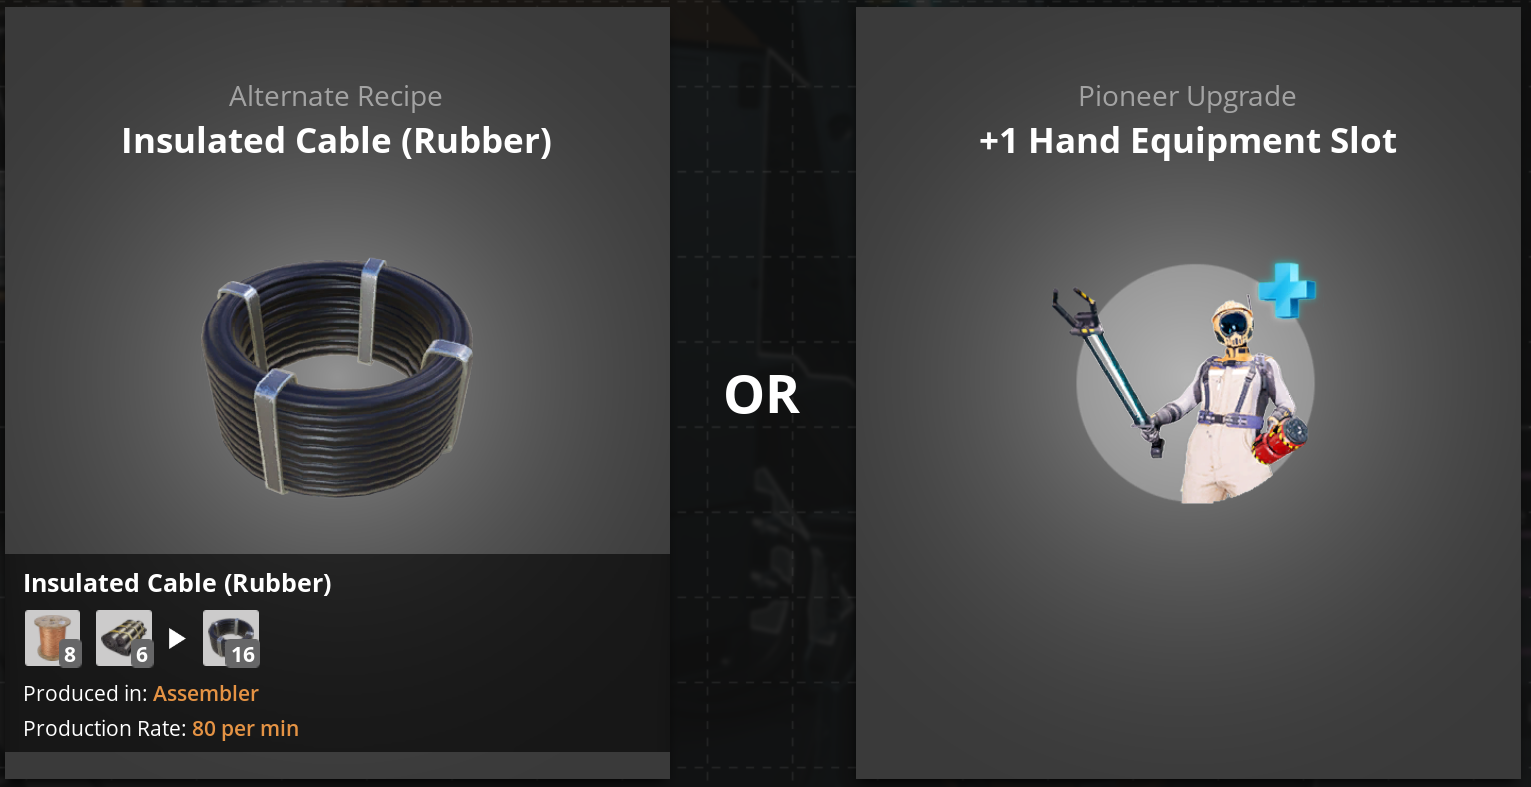 Alternate Recipe
Insulated Cable (Rubber)
Insulated Cable (Rubber)
8 6 16
Produced in: Assembler
Production Rate: 80 per min
OR
Pioneer Upgrade
+1 Hand Equipment Slot